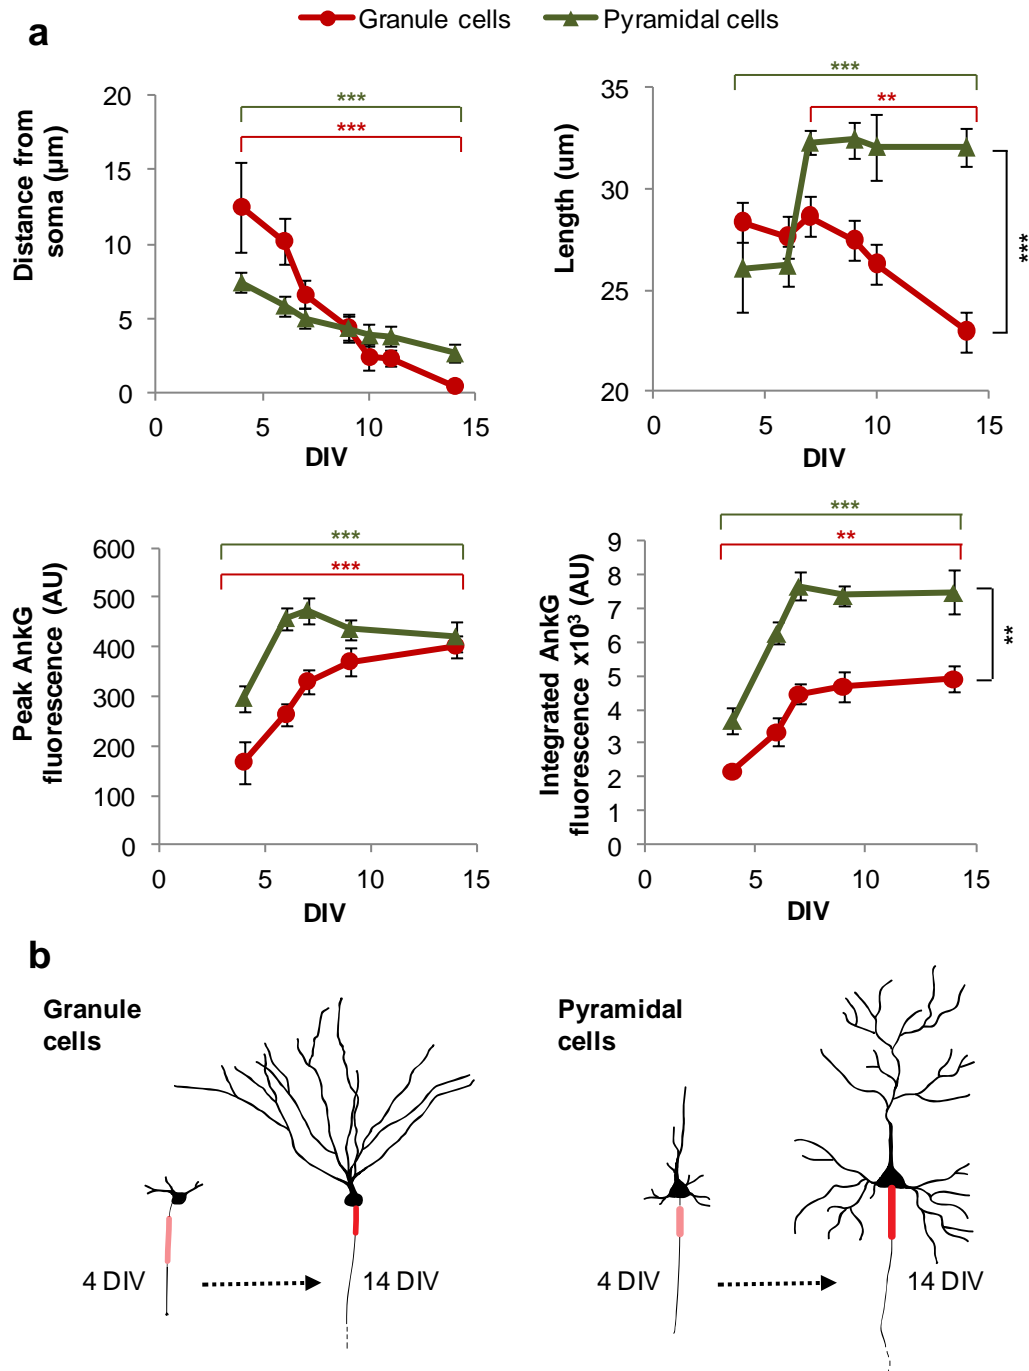 a
Granule cells
Pyramidal cells
Distance from
soma (µm)
20
15
10
5
0
***
***
0
5
10
15
DIV
Length (um)
35
30
25
20
***
**
***
0
5
10
15
DIV
Peak AnkG
fluorescence (AU)
600
500
400
300
200
100
0
***
***
0
5
10
15
DIV
Integrated AnkG
fluorescence x10³ (AU)
9
8
7
6
5
4
3
2
1
0
***
**
**
0
5
10
15
DIV
b
Granule
cells
4 DIV
14 DIV
Pyramidal
cells
4 DIV
14 DIV